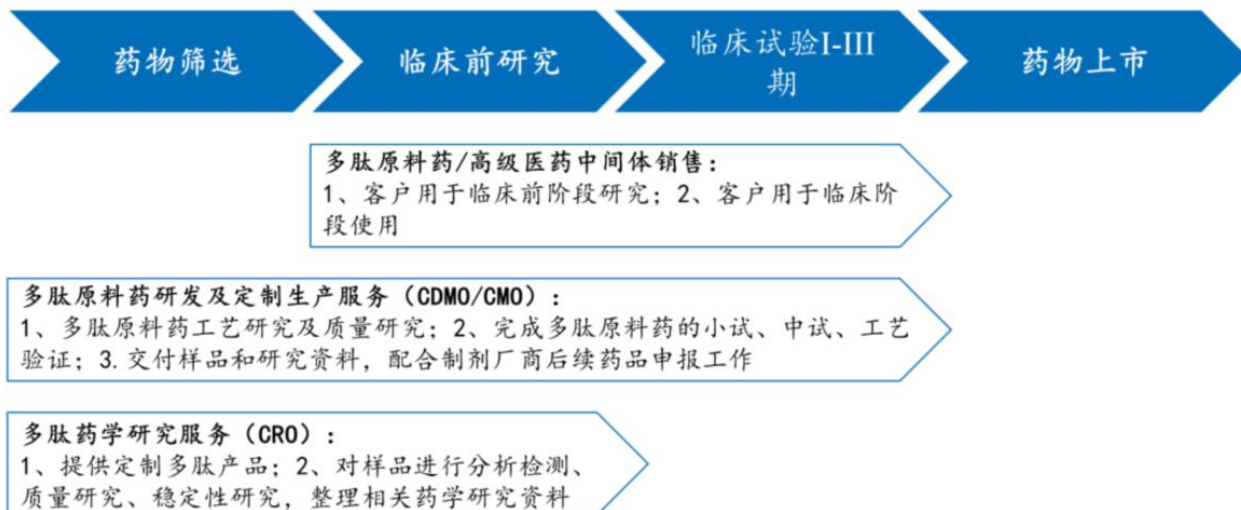 药物筛选
临床前研究
临床试验I-III
期
药物上市
多肽原料药/高级医药中间体销售：
1、客户用于临床前阶段研究；2、客户用于临床阶
段使用
多肽原料药研发及定制生产服务（CDMO/CMO）：
1、多肽原料药工艺研究及质量研究；2、完成多肽原料药的小试、中试、工艺
验证；3.交付样品和研究资料，配合制剂厂商后续药品申报工作
多肽药学研究服务（CRO）：
1、提供定制多肽产品；2、对样品进行分析检测、
质量研究、稳定性研究，整理相关药学研究资料